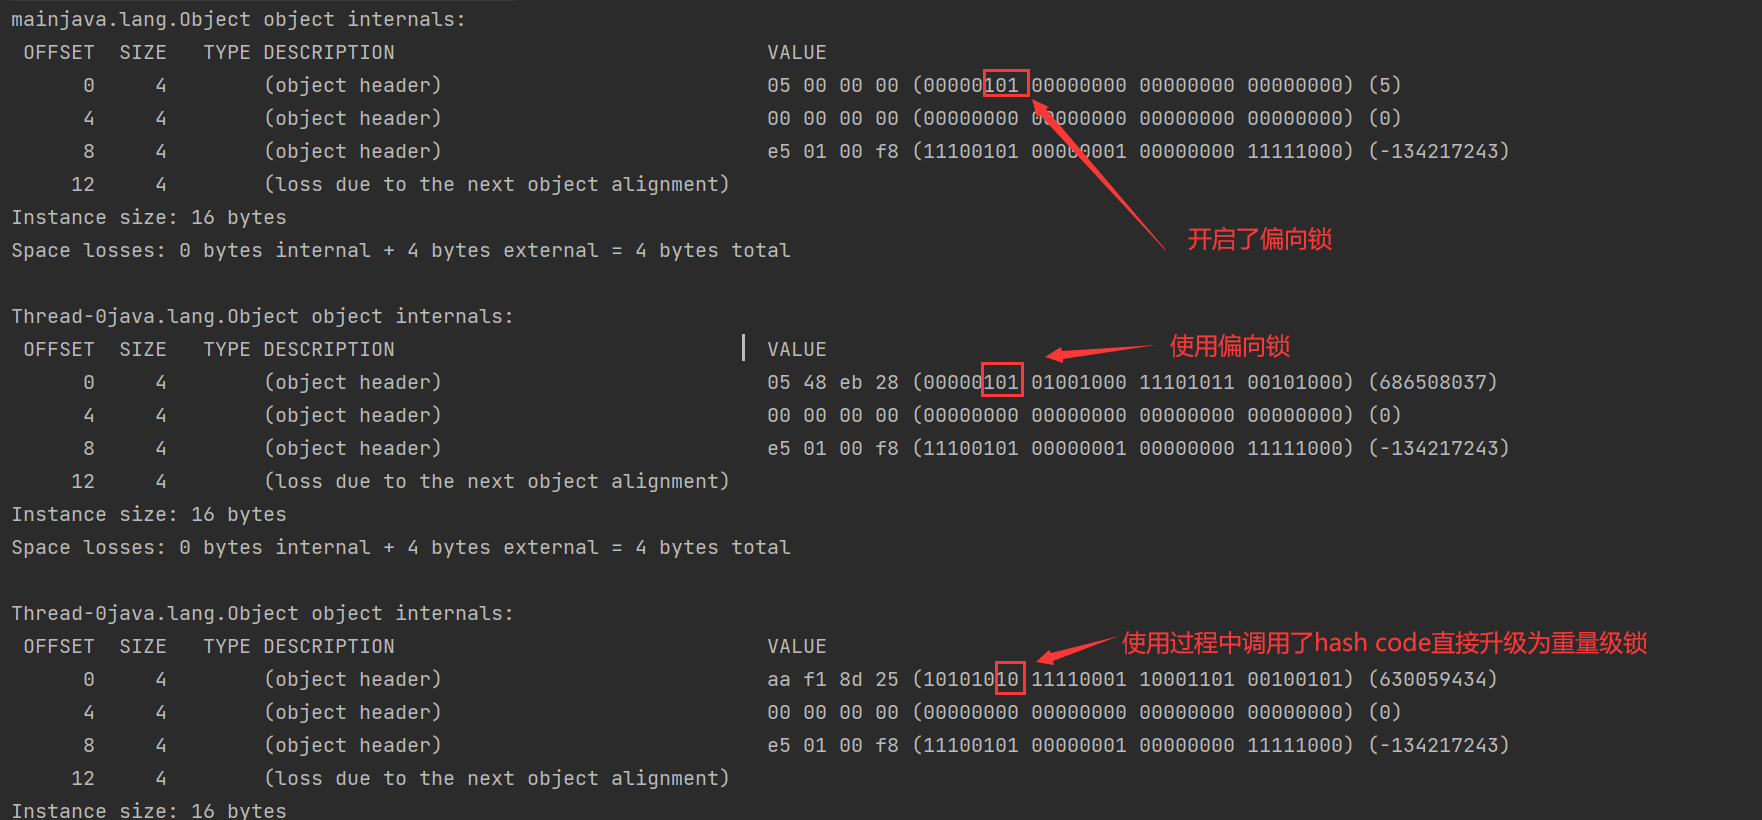 mainjava.lang.Object object internals:
OFFSET SIZE TYPE DESCRIPTION VALUE
0 4 (object header) 05 00 00 00 (00000101 00000000 00000000 00000000) (5)
4 4 (object header) 00 00 00 00 (00000000 00000000 00000000 00000000) (0)
8 4 (object header) e5 01 00 f8 (11100101 00000001 00000000 11111000) (-134217243)
12 4 (loss due to the next object alignment)
Instance size: 16 bytes
开启了偏向锁
Space losses: 0 bytes internal + 4 bytes external = 4 bytes total
Thread-0java.lang.Object object internals:
OFFSET SIZE TYPE DESCRIPTION VALUE
使用偏向锁
0 4 (object header) 05 48 eb 28 (00000101 01001000 11101011 00101000) (686508037)
4 4 (object header) 00 00 00 00 (00000000 00000000 00000000 00000000) (0)
8 4 (object header) e5 01 00 f8 (11100101 00000001 00000000 11111000) (-134217243)
12 4 (loss due to the next object alignment)
Instance size: 16 bytes
Space losses: 0 bytes internal + 4 bytes external = 4 bytes total
Thread-0java.lang.Object object internals:
OFFSET SIZE TYPE DESCRIPTION VALUE
使用过程中调用了hash code直接升级为重量级锁
0 4 (object header) aa f1 8d 25 (10101010 11110001 10001101 00100101) (630059434)
4 4 (object header) 00 00 00 00 (00000000 00000000 00000000 00000000) (0)
8 4 (object header) e5 01 00 f8 (11100101 00000001 00000000 11111000) (-134217243)
12 4 (loss due to the next object alignment)
Instance size: 16 bytes